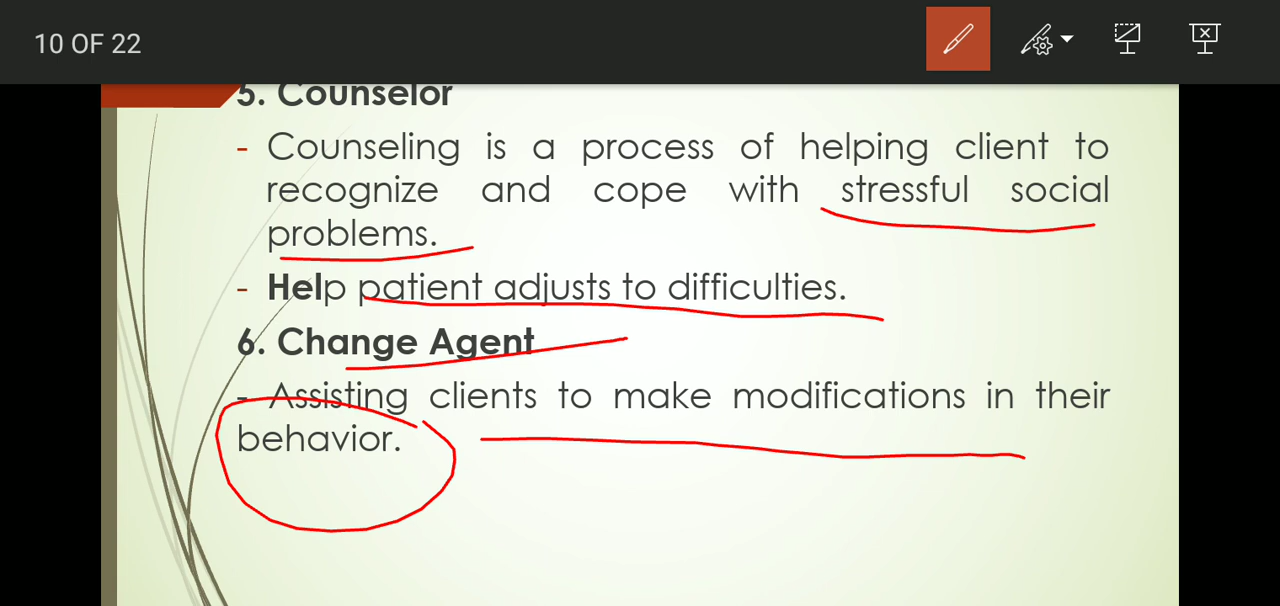 10 OF 22
5. Counselor
- Counseling is a process of helping client to
recognize and cope with stressful social
problems.
- Help patient adjusts to difficulties.
6. Change Agent
- Assisting clients to make modifications in their
behavior.